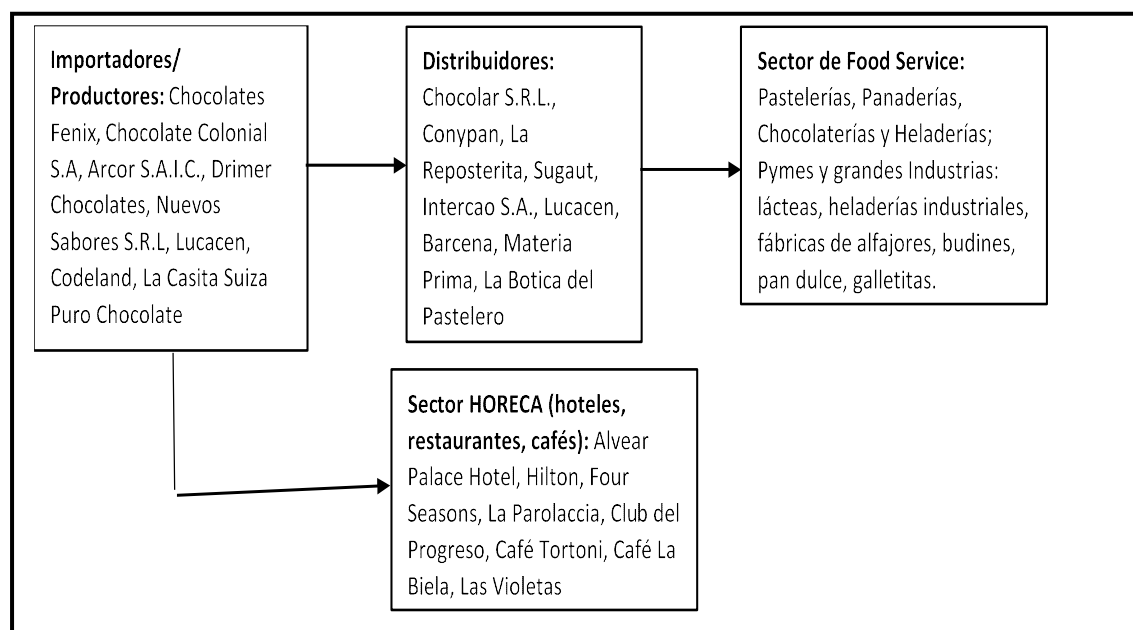 Importadores/
Productores: Chocolates
Fenix, Chocolate Colonial
S.A, Arcor S.A.I.C., Drimer
Chocolates, Nuevos
Sabores S.R.L, Lucacen,
Codeland, La Casita Suiza
Puro Chocolate
Distribuidores:
Chocolar S.R.L.,
Conypan, La
Reposterita, Sugaut,
Intercao S.A., Lucacen,
Barcena, Materia
Prima, La Botica del
Pastelero
Sector de Food Service:
Pastelerías, Panaderías,
Chocolaterías y Heladerías;
Pymes y grandes Industrias:
lácteas, heladerías industriales,
fábricas de alfajores, budines,
pan dulce, galletitas.
Sector HORECA (hoteles,
restaurantes, cafés): Alvear
Palace Hotel, Hilton, Four
Seasons, La Parolaccia, Club del
Progreso, Café Tortoni, Café La
Biela, Las Violetas